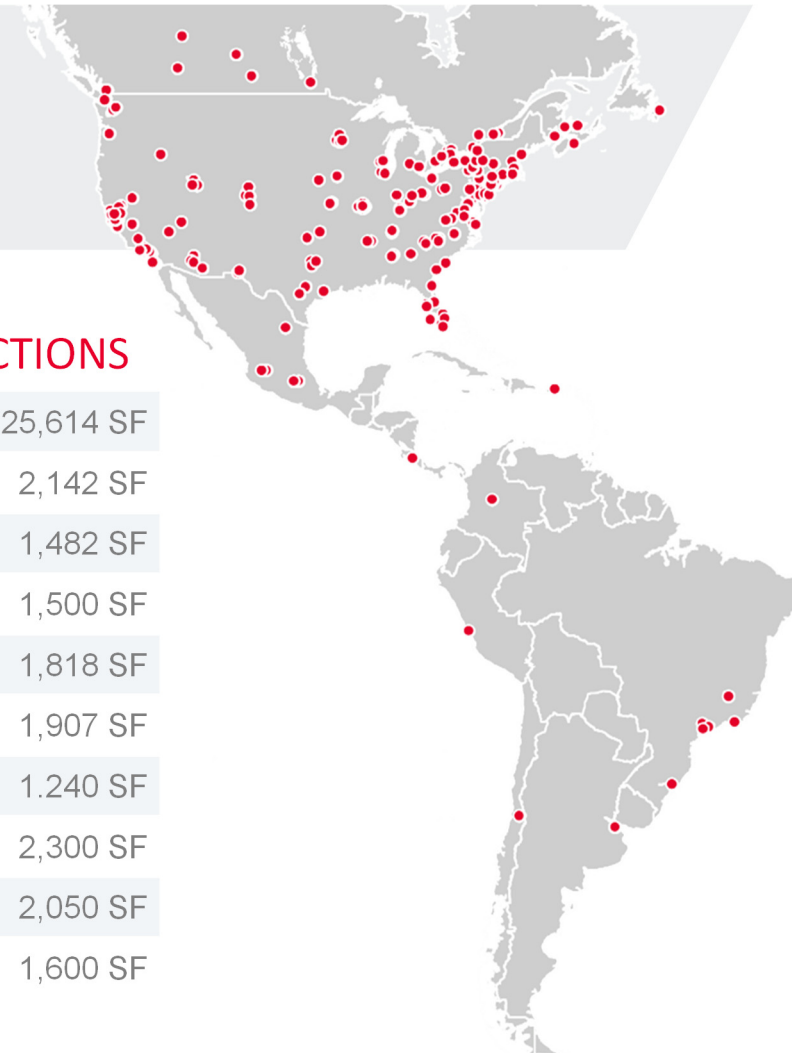 CTIONS
25,614 SF
2,142 SF
1,482 SF
1,500 SF
1,818 SF
1,907 SF
1.240 SF
2,300 SF
2,050 SF
1,600 SF